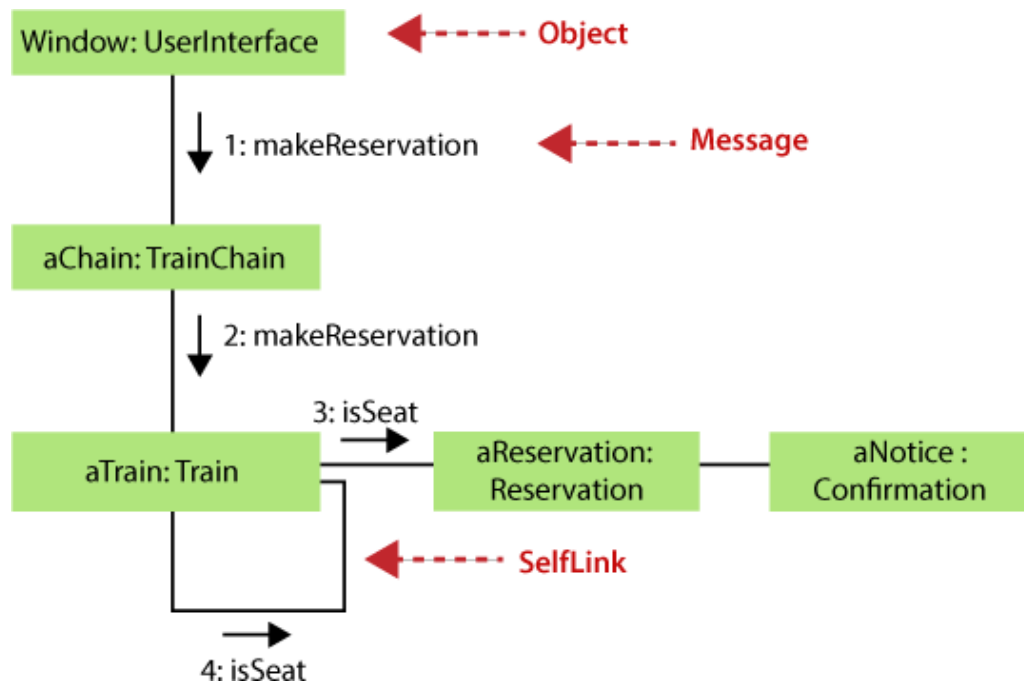 Window: UserInterface
Object
1: makeReservation
Message
aChain: TrainChain
2: makeReservation
3: isSeat
aTrain: Train
aReservation:
Reservation
aNotice :
Confirmation
SelfLink
4: isSeat